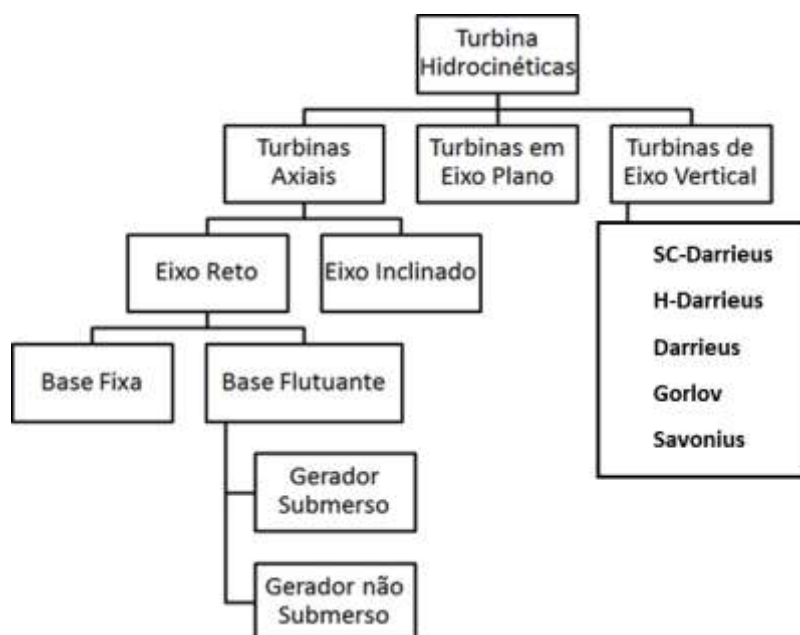 Turbina
Hidrocinéticas
Turbinas
Axiais
Turbinas em
Eixo Plano
Turbinas de
Eixo Vertical
Eixo Reto
Eixo Inclinado
SC-Darrieus
H-Darrieus
Darrieus
Gorlov
Savonius
Base Fixa
Base Flutuante
Gerador
Submerso
Gerador não
Submerso